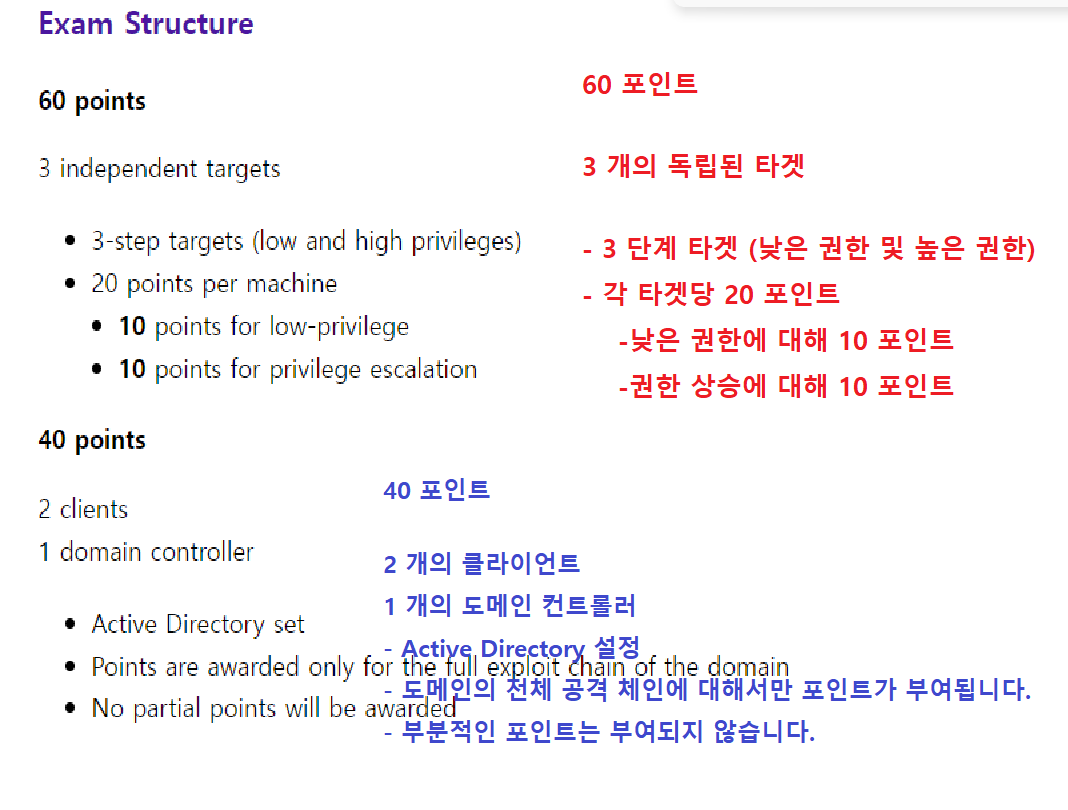 Exam Structure
60 points
3 independent targets
• 3-step targets (low and high privileges)
• 20 points per machine
• 10 points for low-privilege
• 10 points for privilege escalation
60 포인트
3 개의 독립된 타겟
- 3 단계 타겟 (낮은 권한 및 높은 권한)
- 각 타겟당 20 포인트
-낮은 권한에 대해 10 포인트
-권한 상승에 대해 10 포인트
40 points
2 clients
1 domain controller
• Active Directory set
• Points are awarded only for the full exploit chain of the domain
• No partial points will be awarded
40 포인트
2 개의 클라이언트
1 개의 도메인 컨트롤러
- Active Directory 설정
- 도메인의 전체 공격 체인에 대해서만 포인트가 부여됩니다.
- 부분적인 포인트는 부여되지 않습니다.